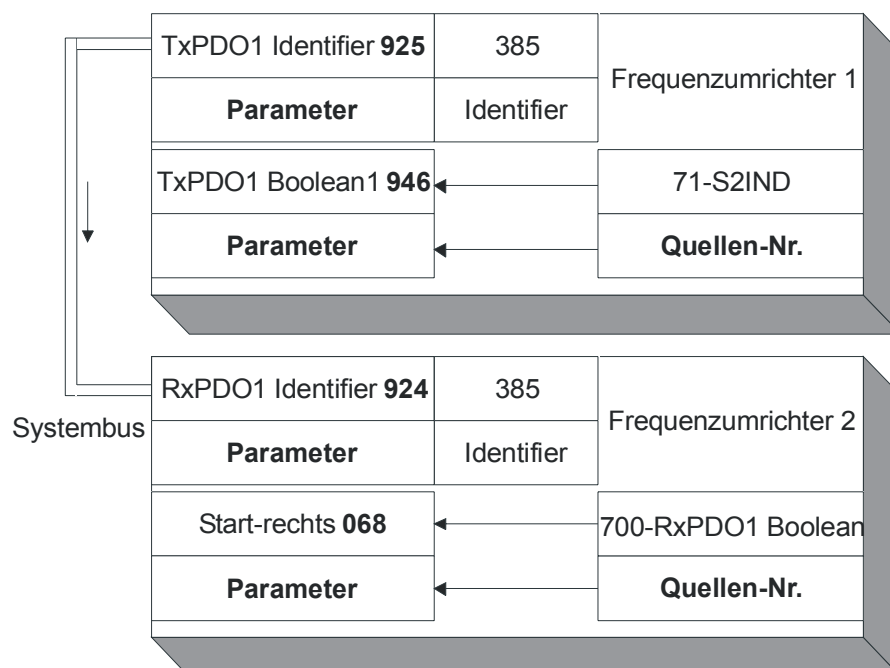 TxPDO1 Identifier 925 385
Frequenzumrichter 1
Parameter Identifier
TxPDO1 Boolean1 946 71-S2IND
Parameter Quellen-Nr.
RxPDO1 Identifier 924 385
Systembus
Frequenzumrichter 2
Parameter Identifier
Start-rechts 068 700-RxPDO1 Boolean
Parameter Quellen-Nr.